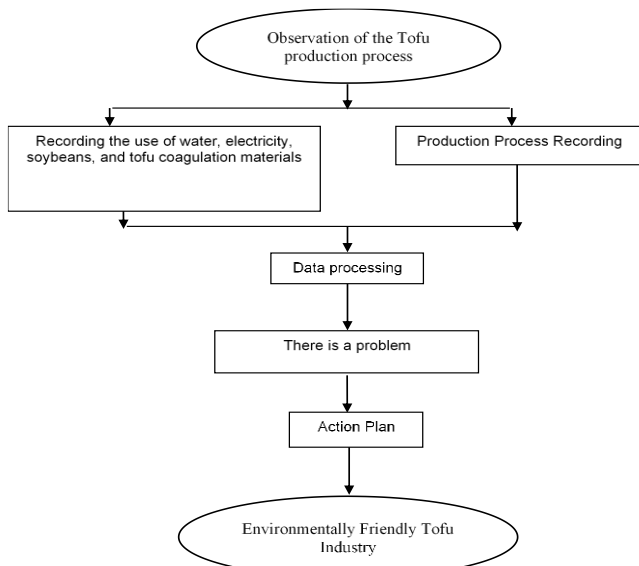 Observation of the Tofu
production process
Recording the use of water, electricity,
soybeans, and tofu coagulation materials
Production Process Recording
Data processing
There is a problem
Action Plan
Environmentally Friendly Tofu
Industry